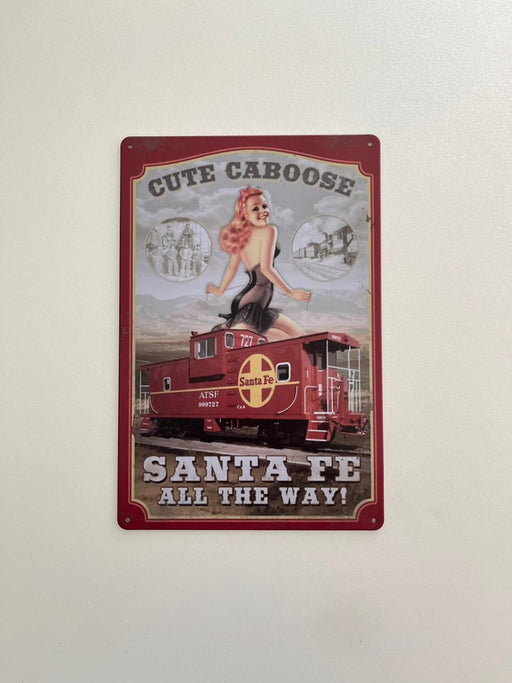 CUTE CABOOSE
727
Santa Fe
ATSF
999727
SANTA FE
ALL THE WAY!